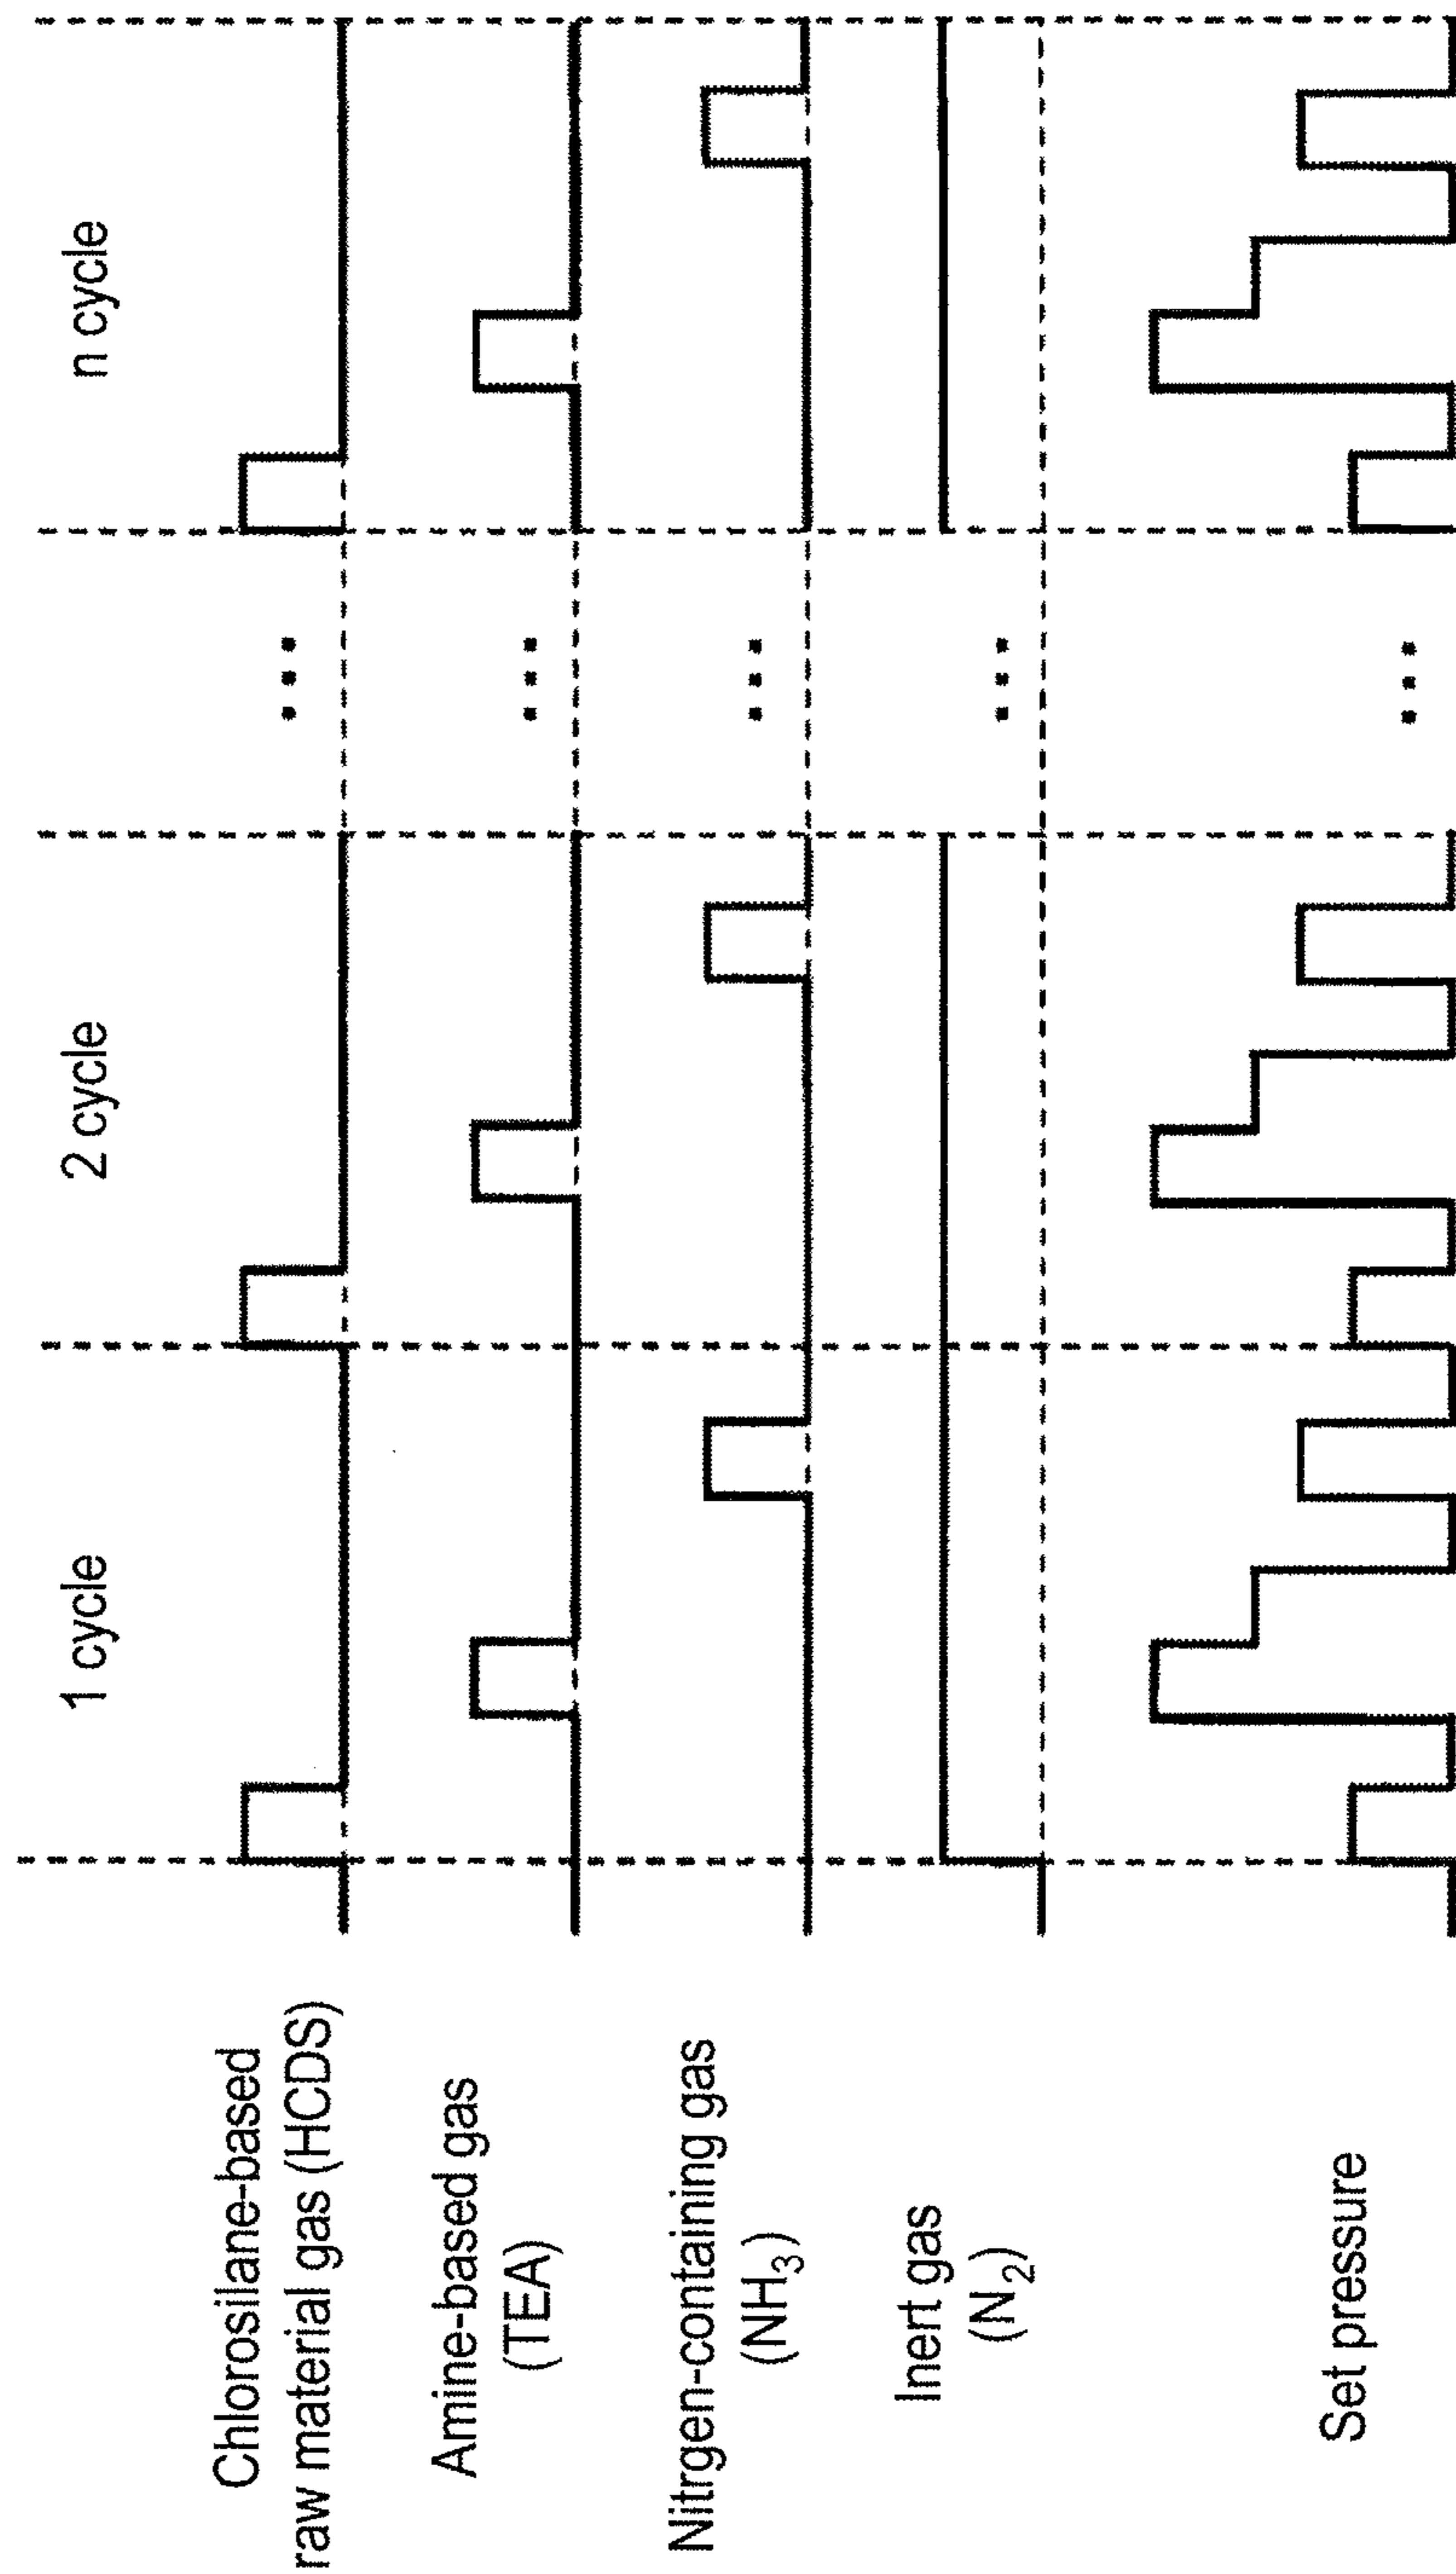 1 cycle
2 cycle
n cycle
Chlorosilane-based
raw material gas (HCDS)
Amine-based gas
(TEA)
Nitrgen-containing gas
(NH₃)
Inert gas
(N₂)
Set pressure